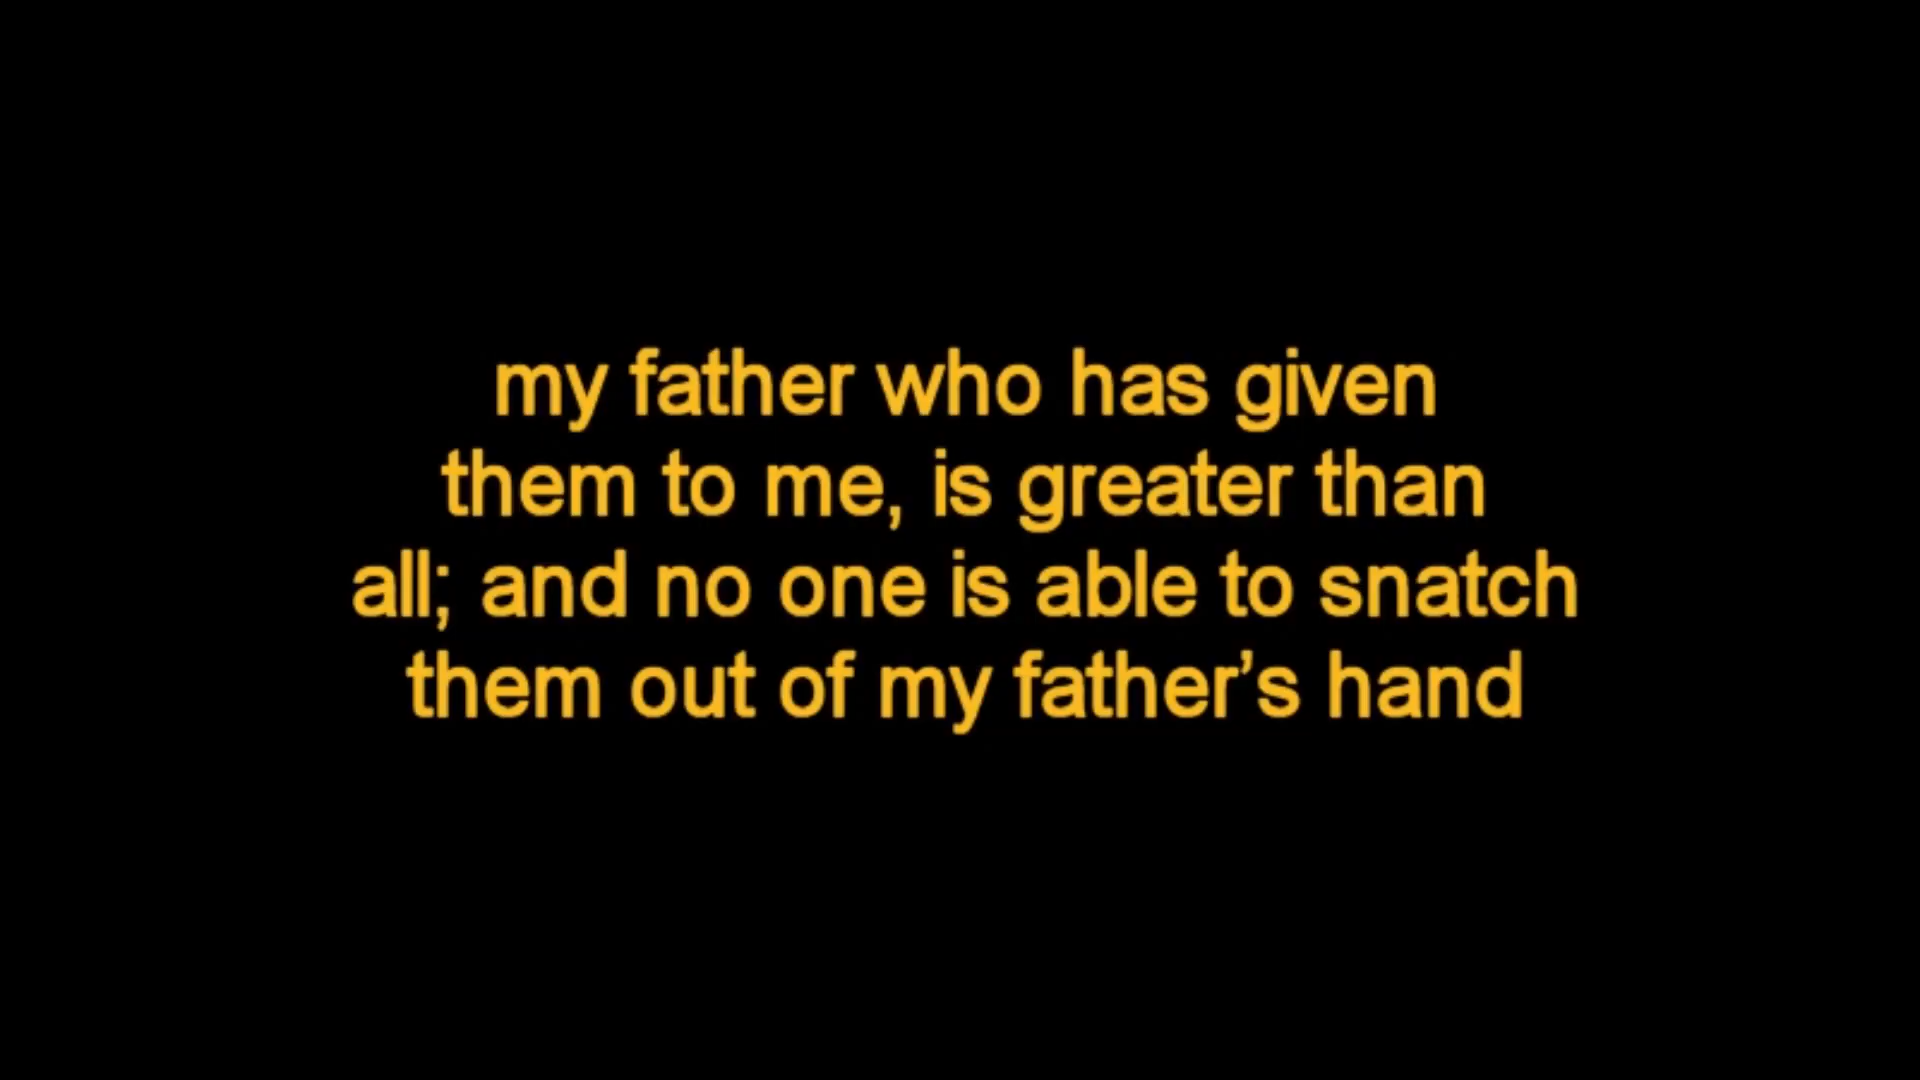 my father who has given
them to me, is greater than
all; and no one is able to snatch
them out of my father’s hand